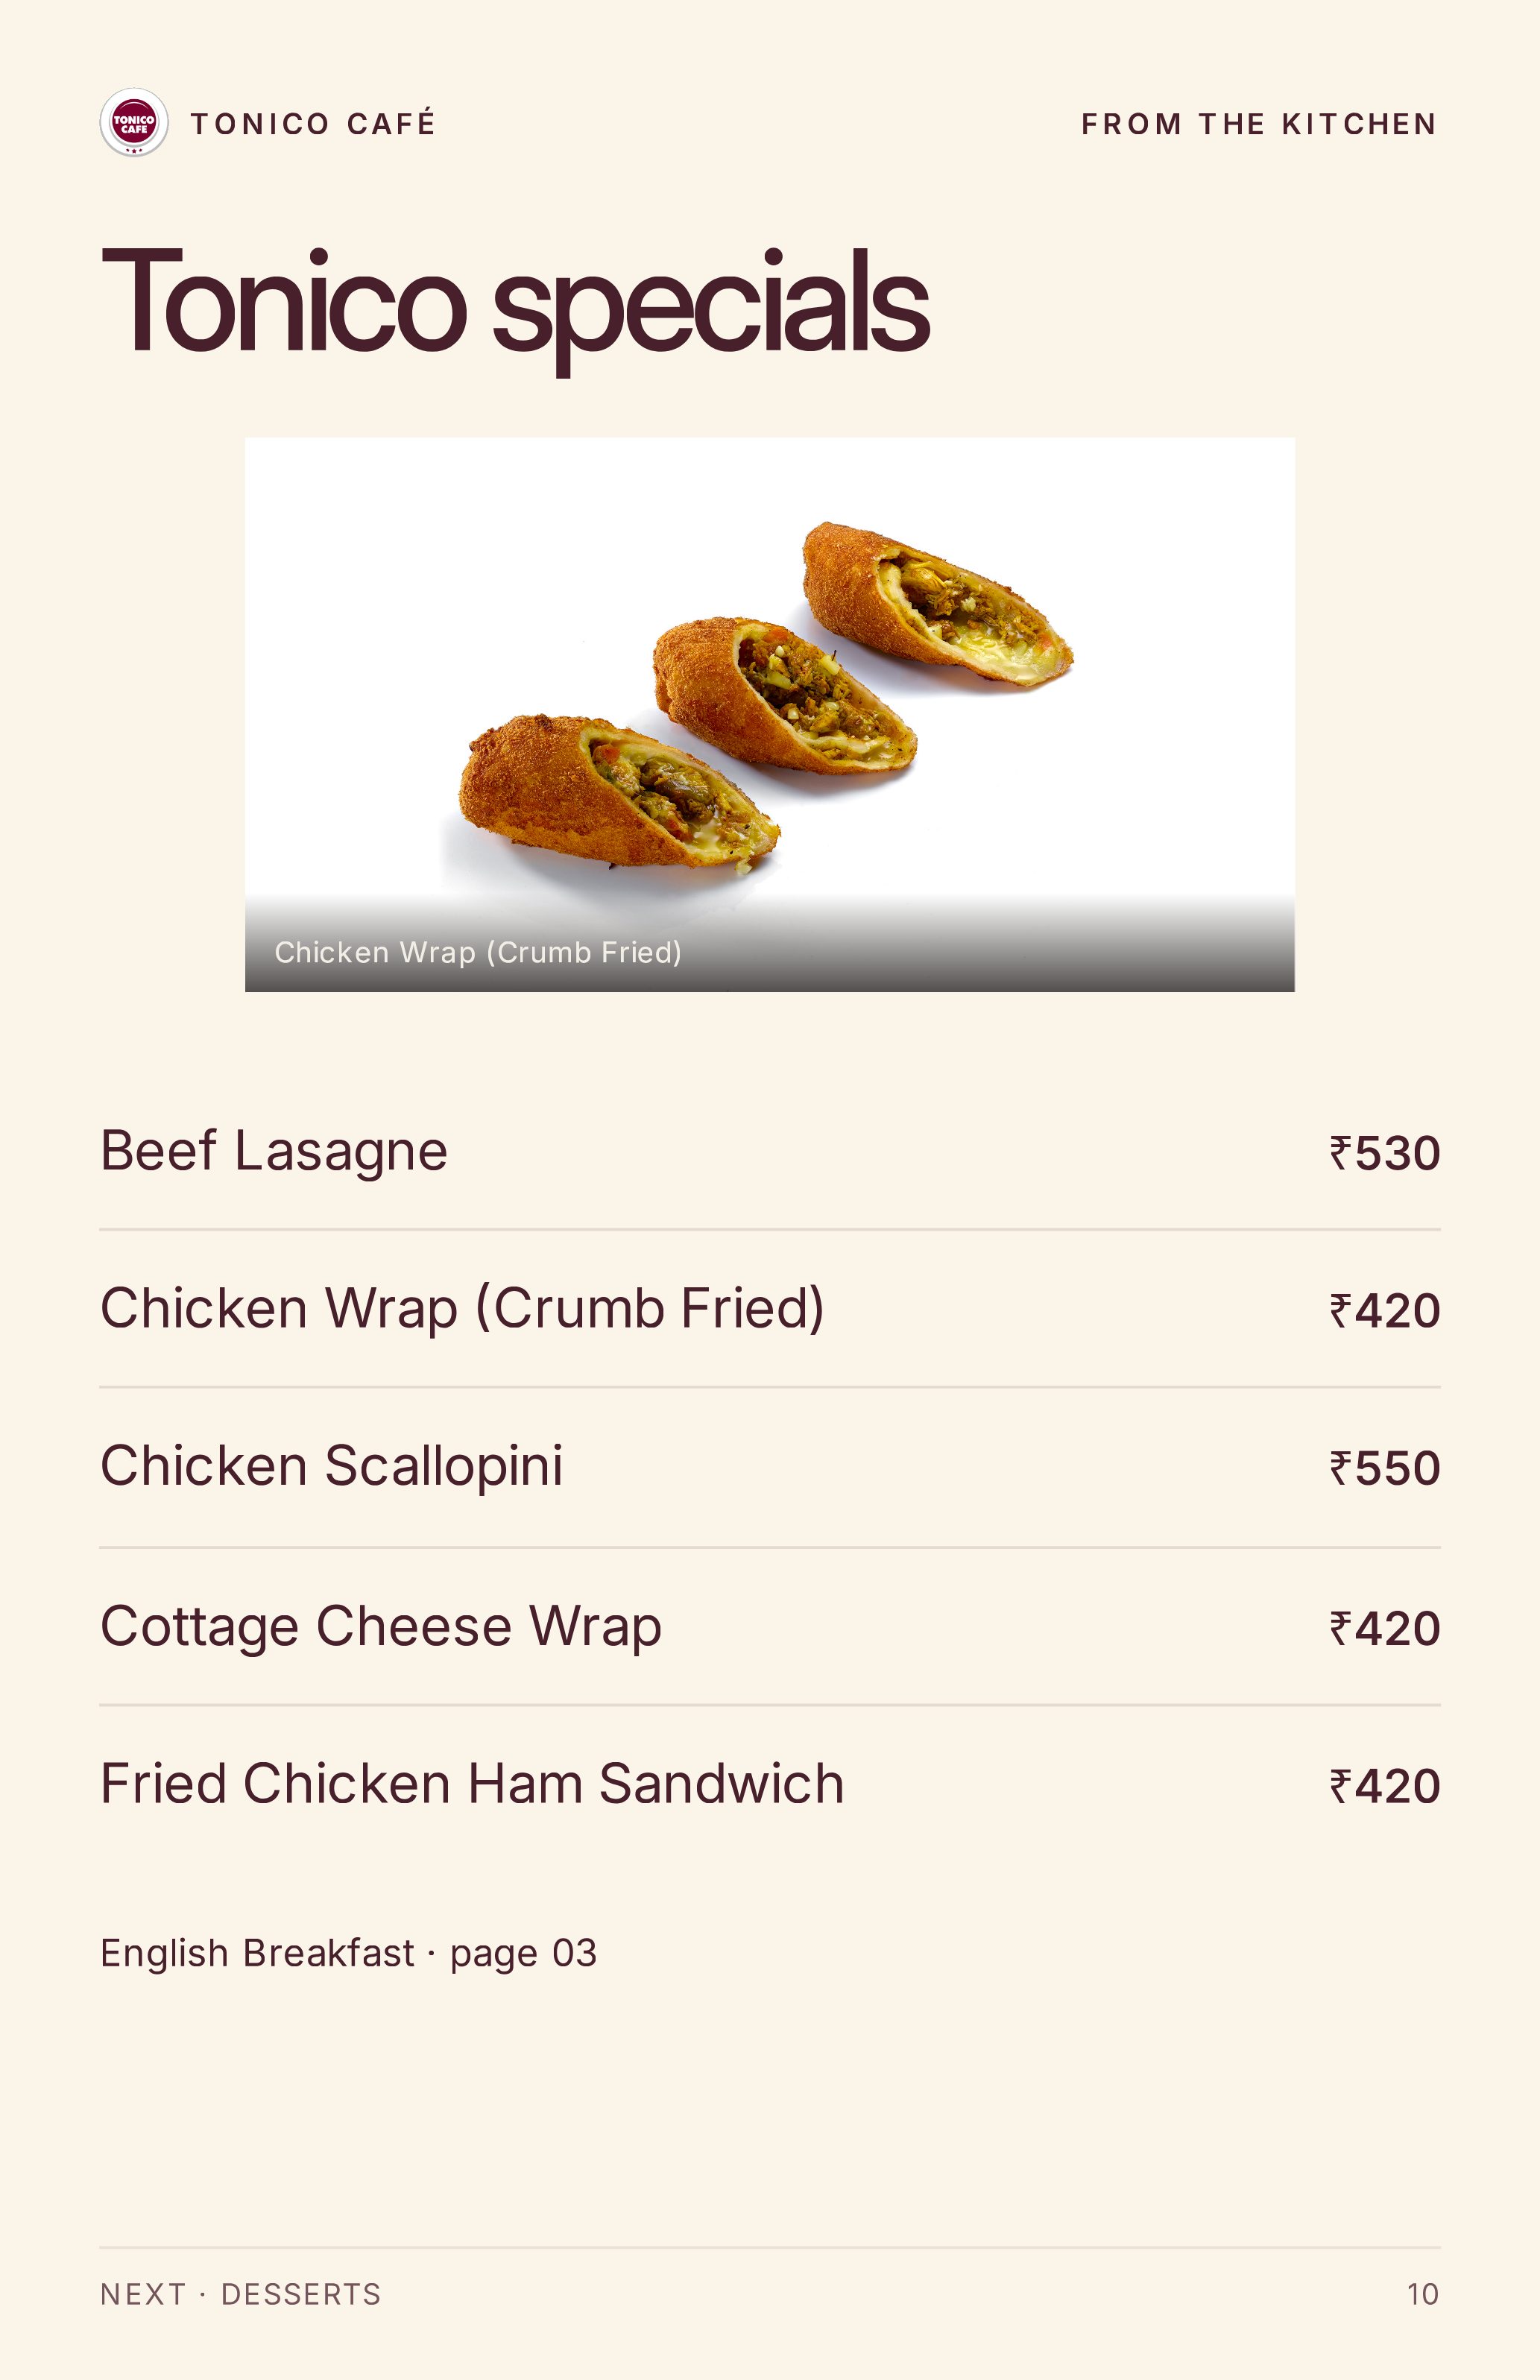 TONICO CAFE
TONICO CAFÉ
FROM THE KITCHEN
Tonico specials
Chicken Wrap (Crumb Fried)
Beef Lasagne ₹530
Chicken Wrap (Crumb Fried) ₹420
Chicken Scallopini ₹550
Cottage Cheese Wrap ₹420
Fried Chicken Ham Sandwich ₹420
English Breakfast · page 03
NEXT · DESSERTS
10